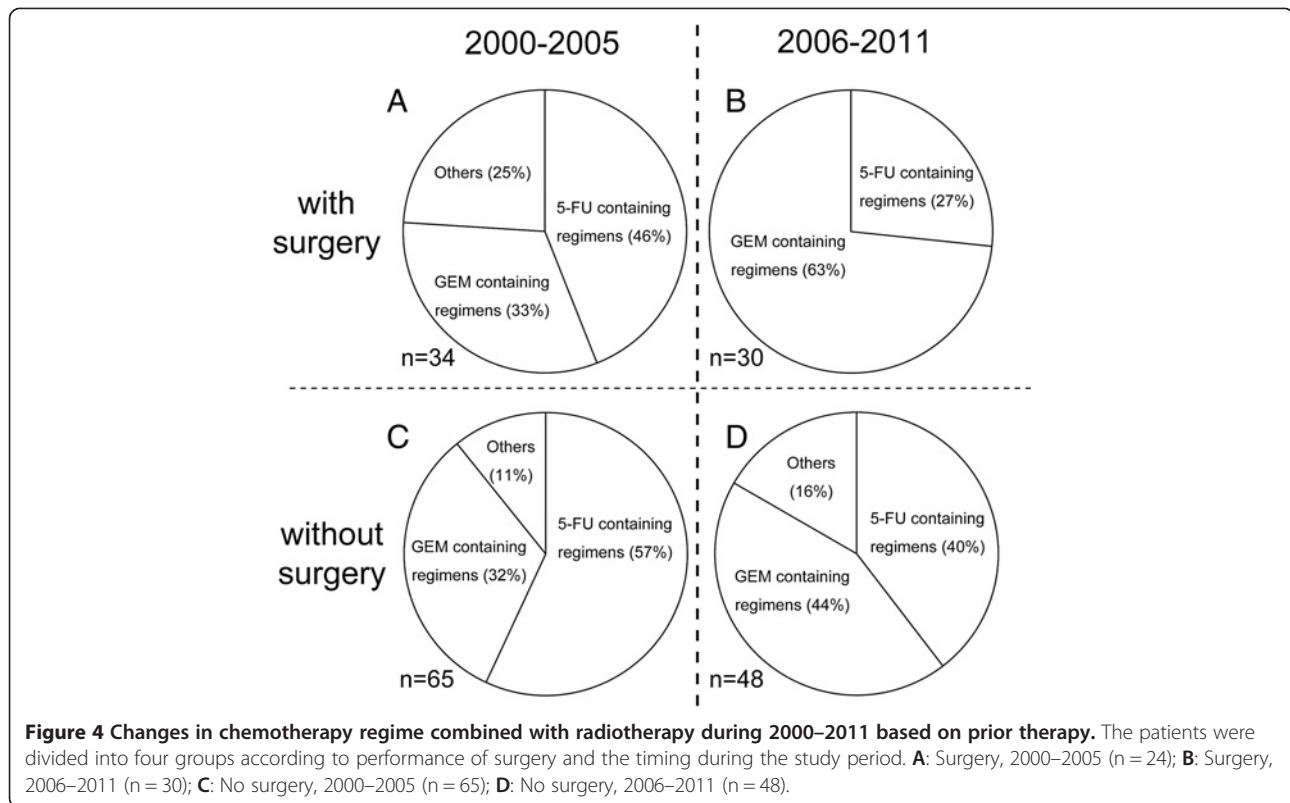 2000-2005
2006-2011
with
surgery
A
Others (25%)
5-FU containing
regimens (46%)
GEM containing
regimens (33%)
n=34
B
5-FU containing
regimens (27%)
GEM containing
regimens (63%)
n=30
without
surgery
C
Others
(11%)
5-FU containing
regimens (57%)
GEM containing
regimens (32%)
n=65
D
Others
(16%)
5-FU containing
regimens (40%)
GEM containing
regimens (44%)
n=48
Figure 4 Changes in chemotherapy regime combined with radiotherapy during 2000–2011 based on prior therapy. The patients were
divided into four groups according to performance of surgery and the timing during the study period. A: Surgery, 2000–2005 (n = 24); B: Surgery,
2006–2011 (n = 30); C: No surgery, 2000–2005 (n = 65); D: No surgery, 2006–2011 (n = 48).